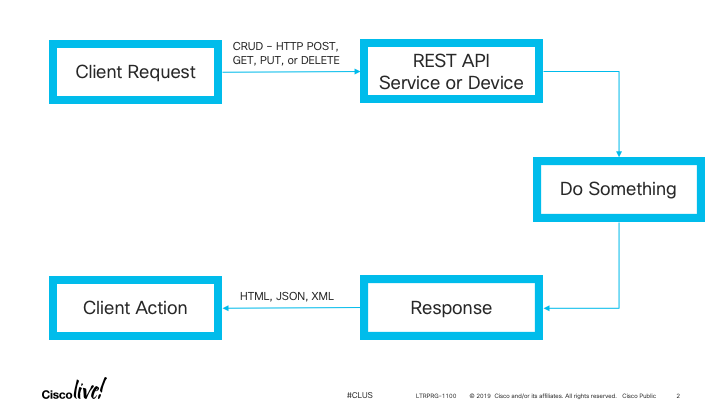 Client Request
CRUD – HTTP POST,
GET, PUT, or DELETE
REST API
Service or Device
Do Something
Client Action
HTML, JSON, XML
Response
Cisco live!
#CLUS
LTRPRG-1100
© 2019 Cisco and/or its affiliates. All rights reserved. Cisco Public
2